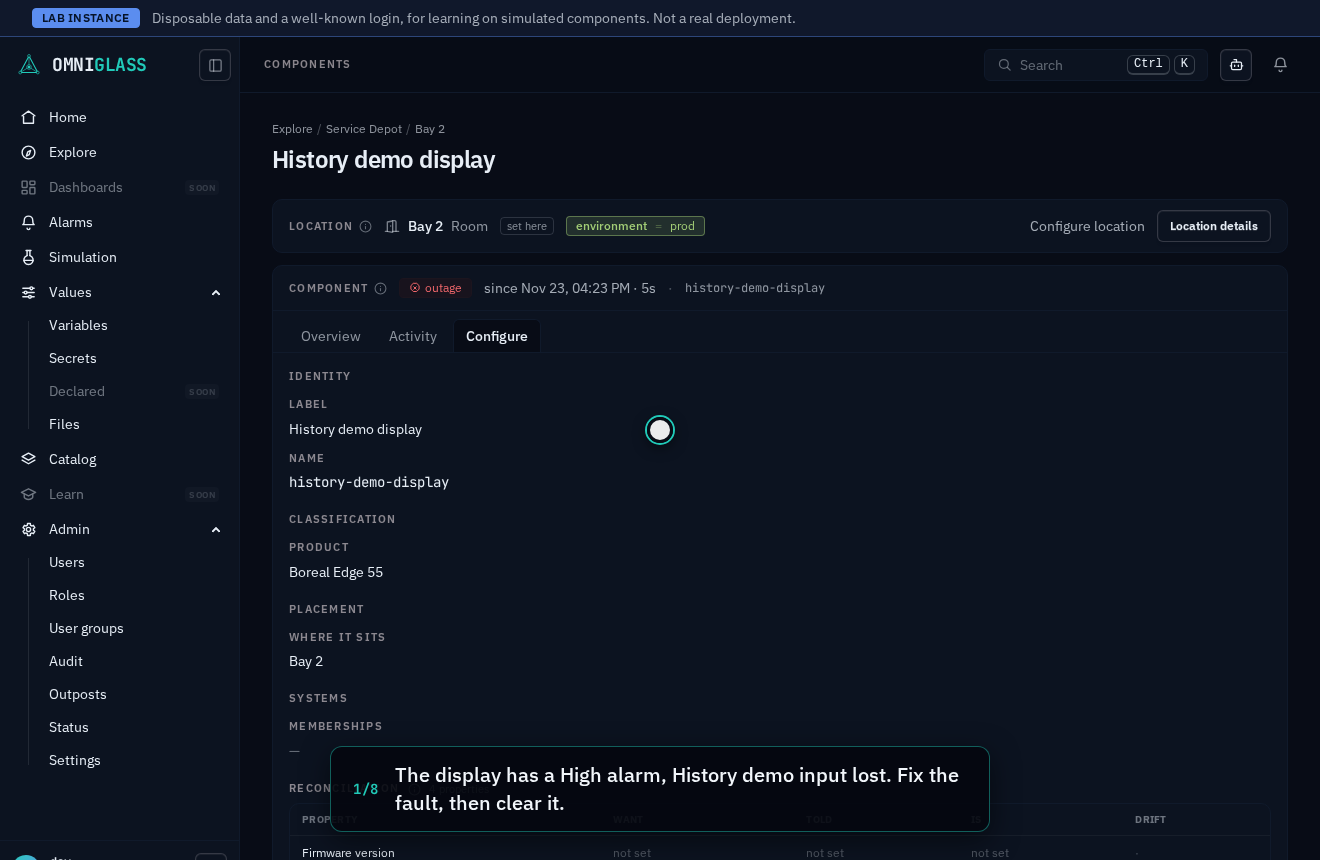 LAB INSTANCE Disposable data and a well-known login, for learning on simulated components. Not a real deployment.
OMNIGLASS
COMPONENTS
Search Ctrl K
Home
Explore
Dashboards SOON
Alarms
Simulation
Values
Variables
Secrets
Declared SOON
Files
Catalog
Learn SOON
Admin
Users
Roles
User groups
Audit
Outposts
Status
Settings
Explore / Service Depot / Bay 2
History demo display
LOCATION Bay 2 Room set here environment = prod Configure location Location details
COMPONENT outage since Nov 23, 04:23 PM · 5s · history-demo-display
Overview Activity Configure
IDENTITY
LABEL
History demo display
NAME
history-demo-display
CLASSIFICATION
PRODUCT
Boreal Edge 55
PLACEMENT
WHERE IT SITS
Bay 2
SYSTEMS
MEMBERSHIPS
—
1/8 The display has a High alarm, History demo input lost. Fix the
fault, then clear it.
RECONCILIATION
PROPERTY WANT TOLD IS DRIFT
Firmware version not set not set not set ·